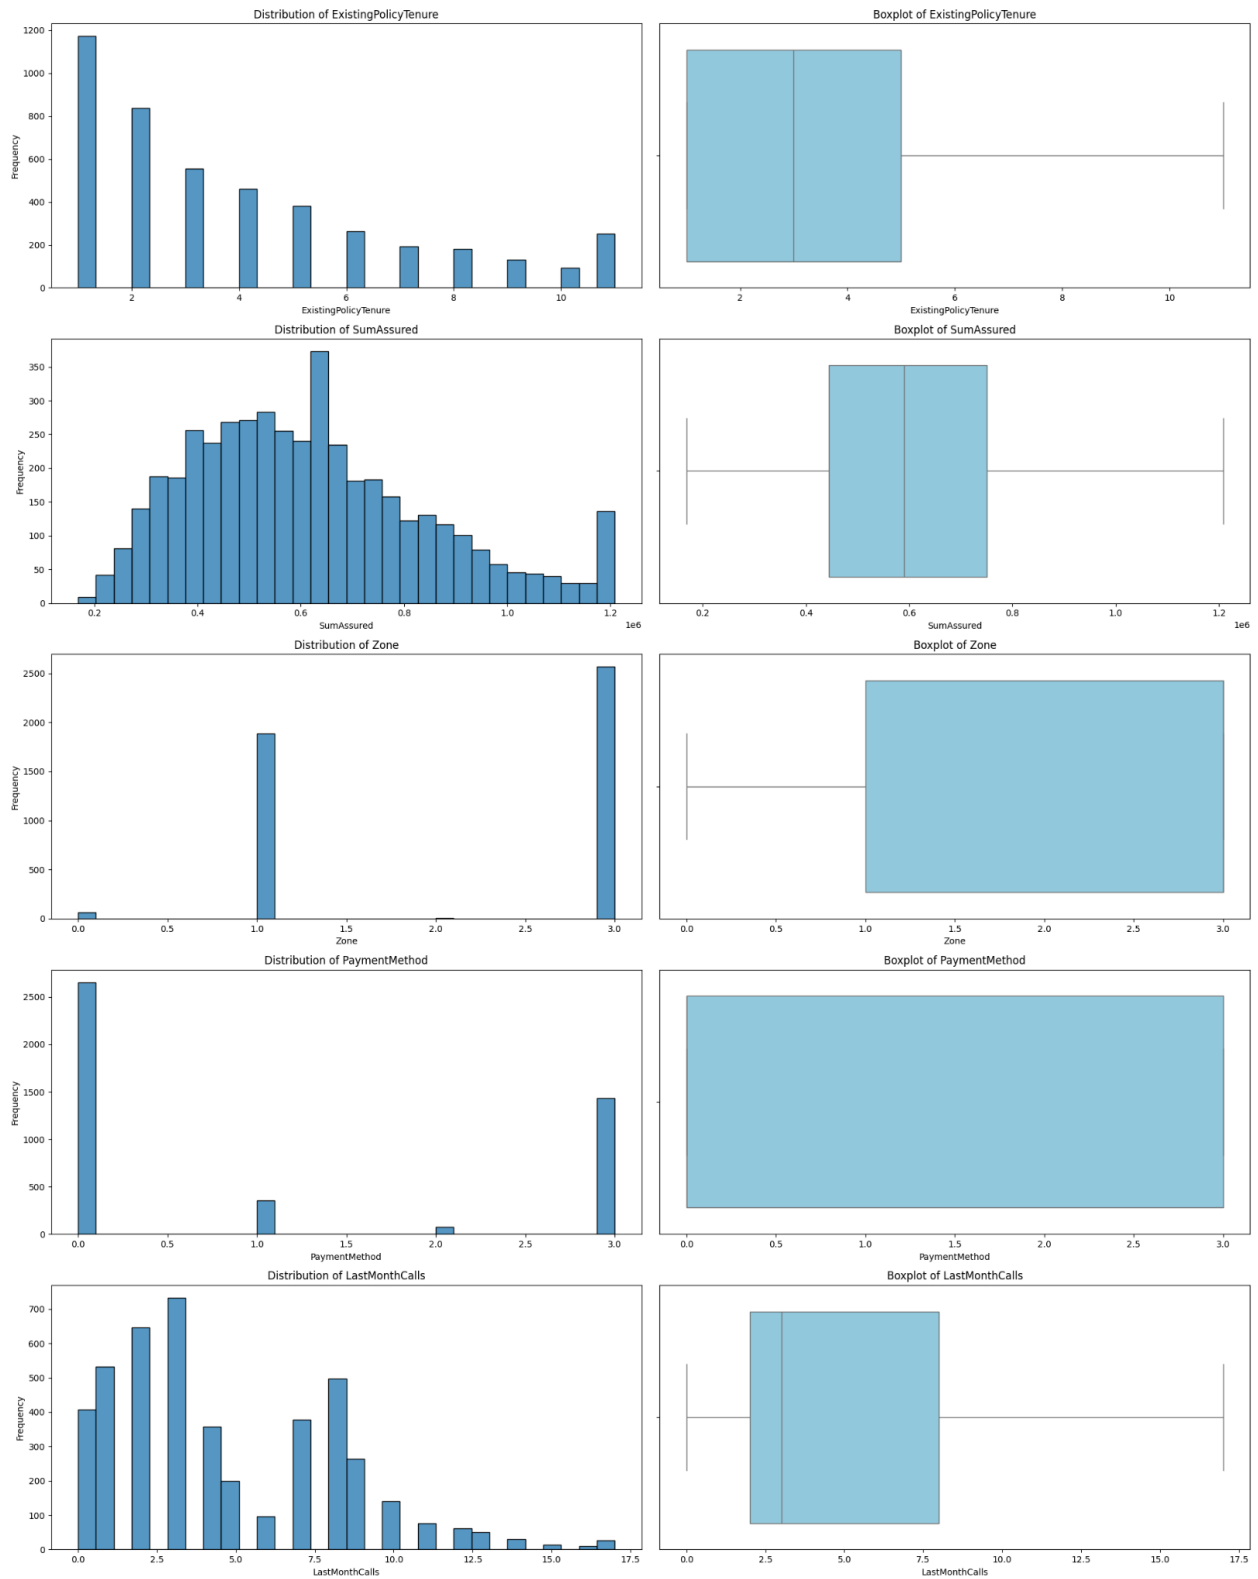 Distribution of ExistingPolicyTenure
Boxplot of ExistingPolicyTenure
1200
1000
800
600
400
200
0
Frequency
2 4 6 8 10
ExistingPolicyTenure
2 4 6 8 10
ExistingPolicyTenure
Distribution of SumAssured
Boxplot of SumAssured
350
300
250
200
150
100
50
0
Frequency
0.2 0.4 0.6 0.8 1.0 1.2
SumAssured
1e6
0.2 0.4 0.6 0.8 1.0 1.2
SumAssured
1e6
Distribution of Zone
Boxplot of Zone
2500
2000
1500
1000
500
0
Frequency
0.0 0.5 1.0 1.5 2.0 2.5 3.0
Zone
0.0 0.5 1.0 1.5 2.0 2.5 3.0
Zone
Distribution of PaymentMethod
Boxplot of PaymentMethod
2500
2000
1500
1000
500
0
Frequency
0.0 0.5 1.0 1.5 2.0 2.5 3.0
PaymentMethod
0.0 0.5 1.0 1.5 2.0 2.5 3.0
PaymentMethod
Distribution of LastMonthCalls
Boxplot of LastMonthCalls
700
600
500
400
300
200
100
0
Frequency
0.0 2.5 5.0 7.5 10.0 12.5 15.0 17.5
LastMonthCalls
0.0 2.5 5.0 7.5 10.0 12.5 15.0 17.5
LastMonthCalls